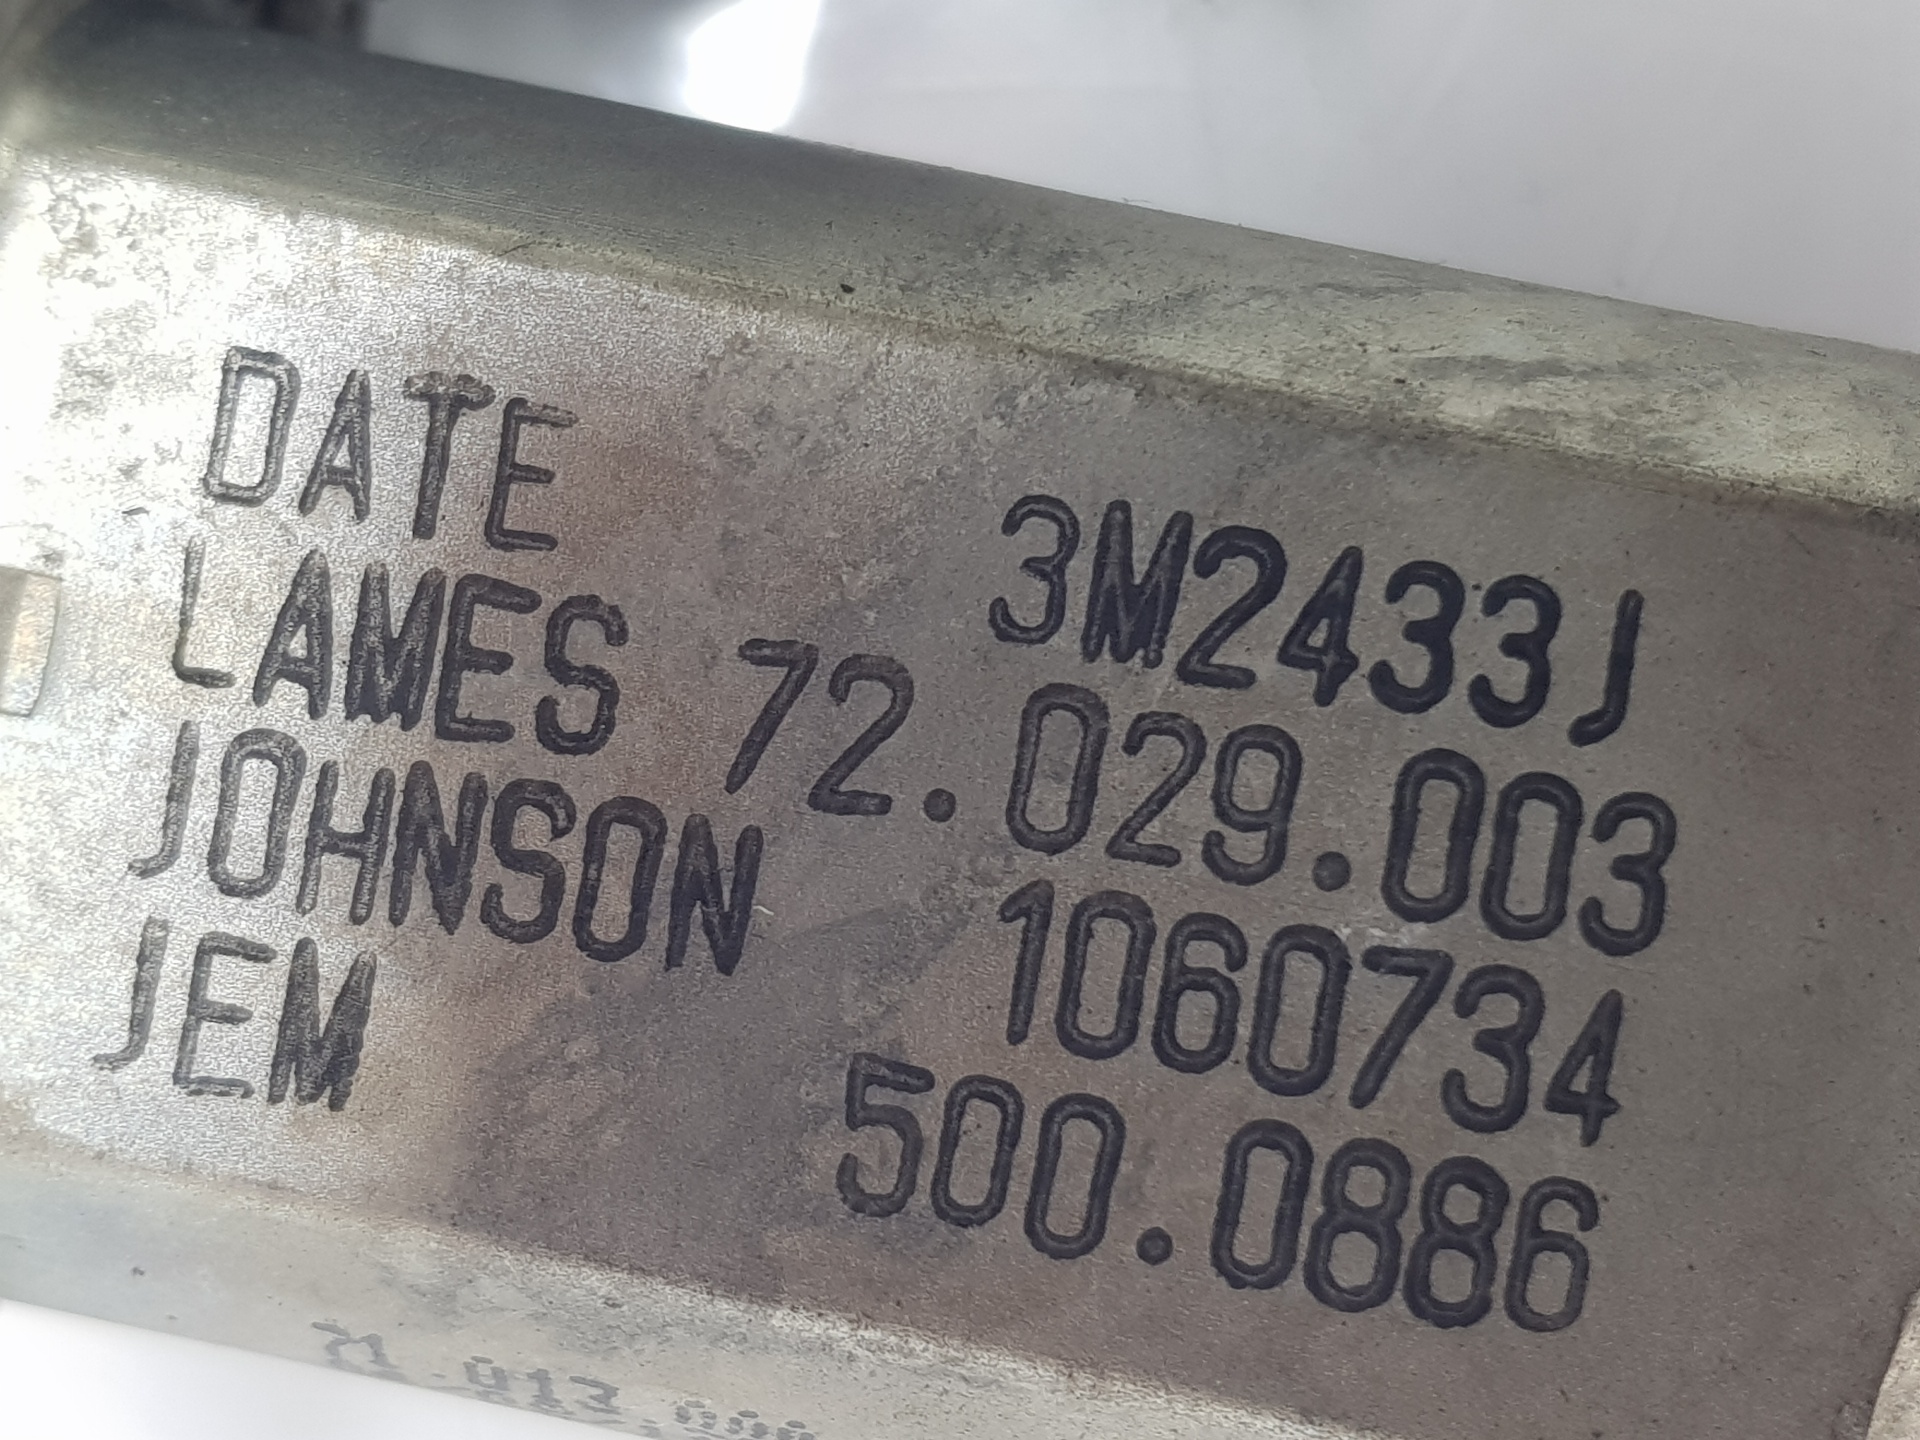 DATE 3M2433J
LAMES 72.029.003
JOHNSON 1060734
JEM 500.0886